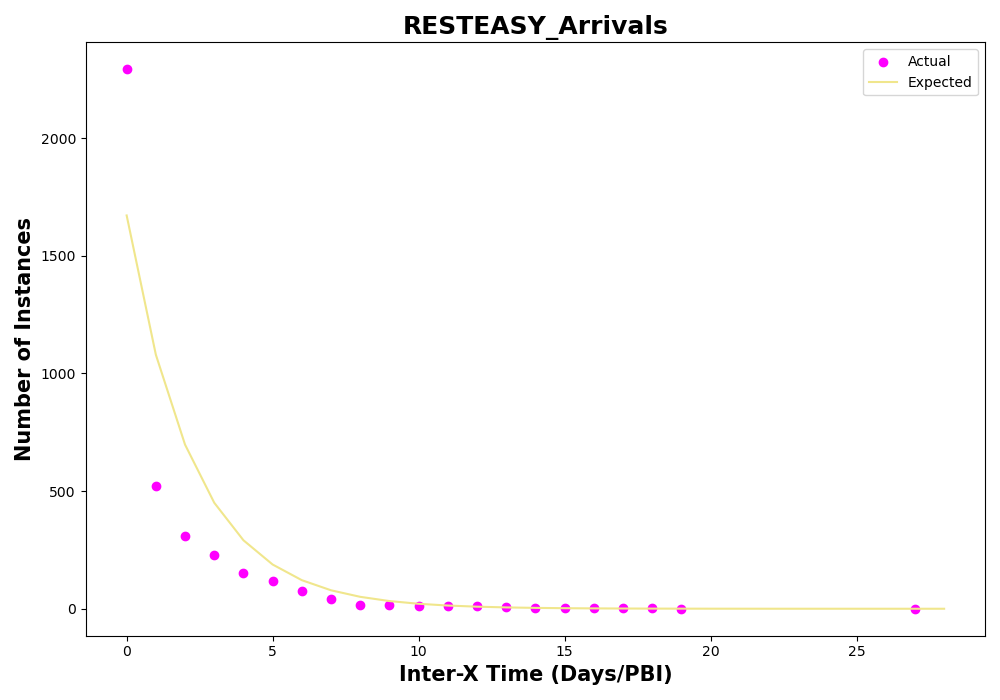 RESTEASY_Arrivals
Actual
Expected
Number of Instances
2000
1500
1000
500
0
0 5 10 15 20 25
Inter-X Time (Days/PBI)